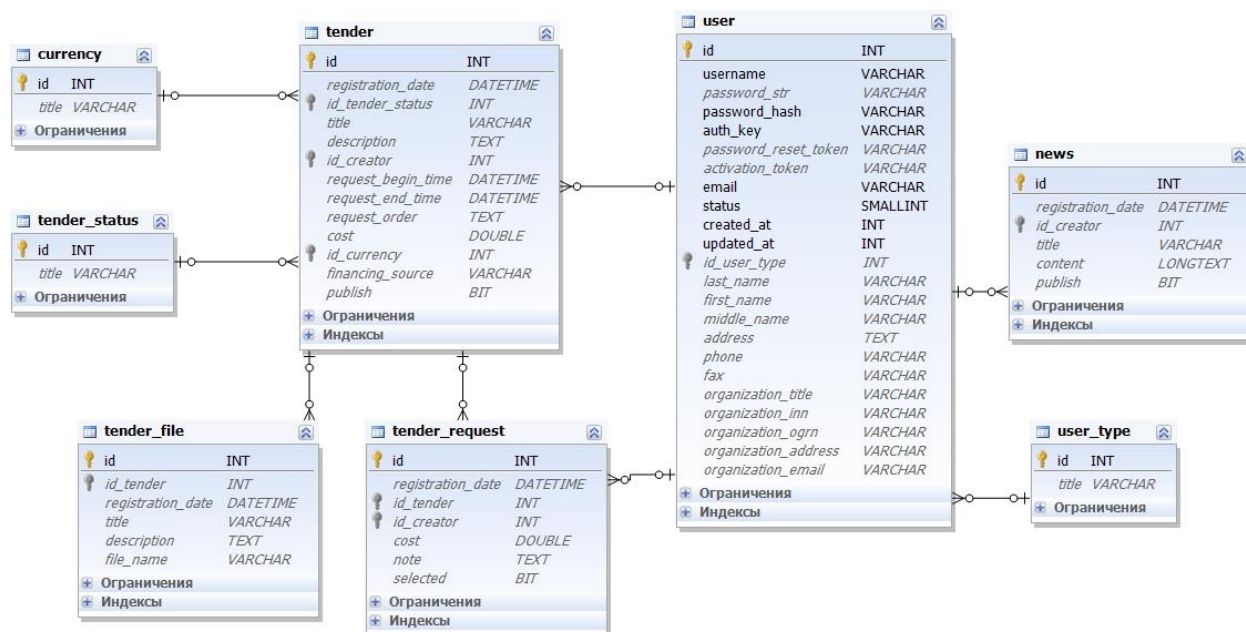 currency
id INT
title VARCHAR
Ограничения
tender_status
id INT
title VARCHAR
Ограничения
tender
id INT
registration_date DATETIME
id_tender_status INT
title VARCHAR
description TEXT
id_creator INT
request_begin_time DATETIME
request_end_time DATETIME
request_order TEXT
cost DOUBLE
id_currency INT
financing_source VARCHAR
publish BIT
Ограничения
Индексы
user
id INT
username VARCHAR
password_str VARCHAR
password_hash VARCHAR
auth_key VARCHAR
password_reset_token VARCHAR
activation_token VARCHAR
email VARCHAR
status SMALLINT
created_at INT
updated_at INT
id_user_type INT
last_name VARCHAR
first_name VARCHAR
middle_name VARCHAR
address TEXT
phone VARCHAR
fax VARCHAR
organization_title VARCHAR
organization_inn VARCHAR
organization_ogrn VARCHAR
organization_address VARCHAR
organization_email VARCHAR
Ограничения
Индексы
news
id INT
registration_date DATETIME
id_creator INT
title VARCHAR
content LONGTEXT
publish BIT
Ограничения
Индексы
tender_file
id INT
id_tender INT
registration_date DATETIME
title VARCHAR
description TEXT
file_name VARCHAR
Ограничения
Индексы
tender_request
id INT
registration_date DATETIME
id_tender INT
id_creator INT
cost DOUBLE
note TEXT
selected BIT
Ограничения
Индексы
user_type
id INT
title VARCHAR
Ограничения